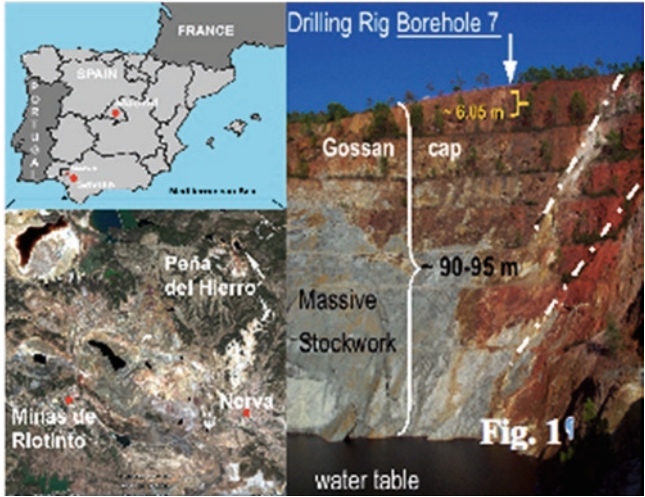 FRANCE
SPAIN
PORTUGAL
Peña
del Hierro
Nerva
Minas de
Riotinto
Drilling Rig Borehole 7
~ 6.05 m
Gossan cap
~ 90-95 m
Massive
Stockwork
Fig. 1
water table